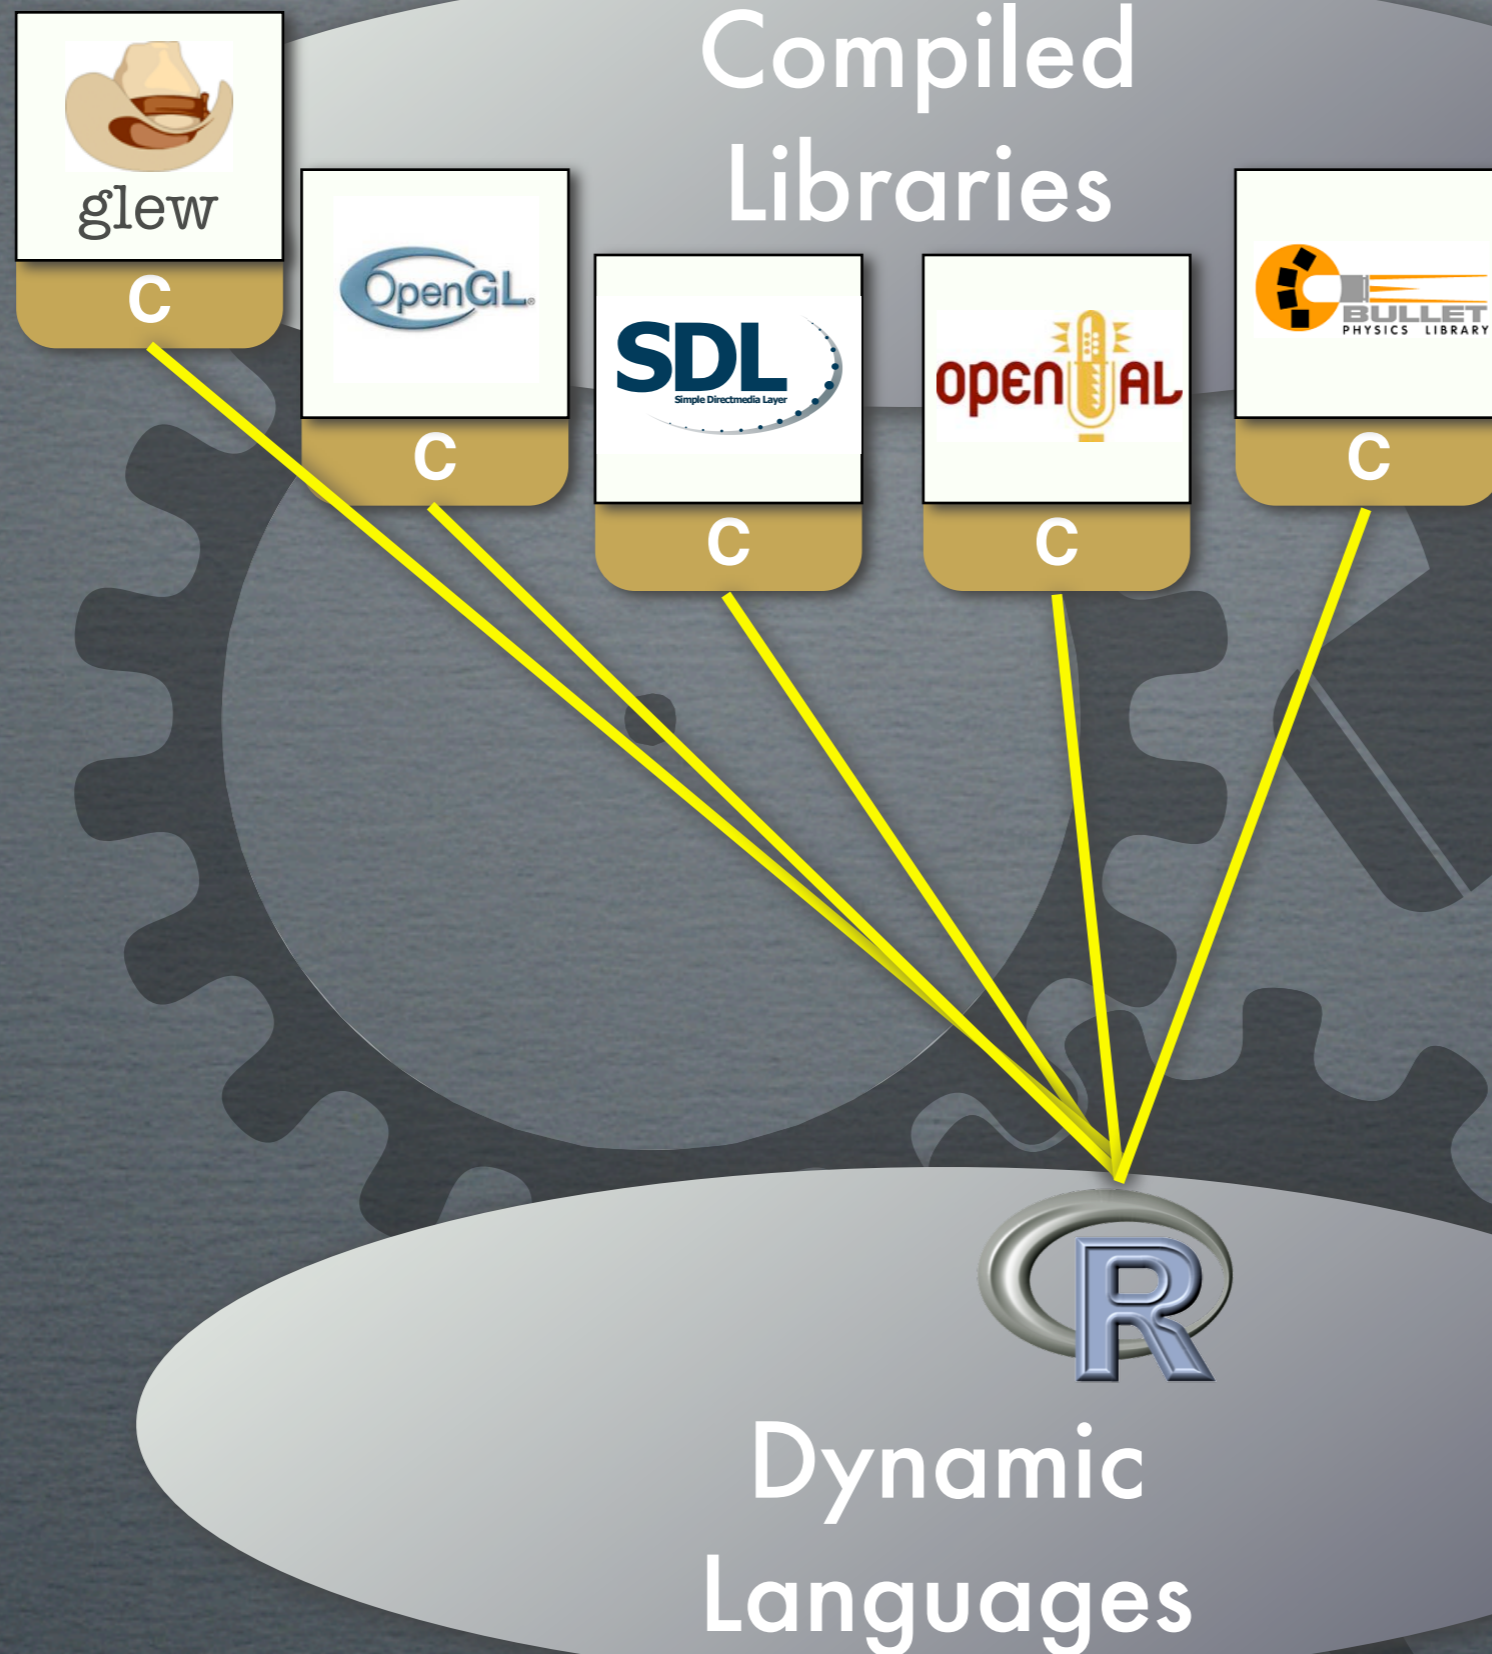 Compiled
Libraries
glew
C
OpenGL®
C
SDL
Simple Directmedia Layer
C
OPEN AL
C
BULLET
PHYSICS LIBRARY
C
R
Dynamic
Languages